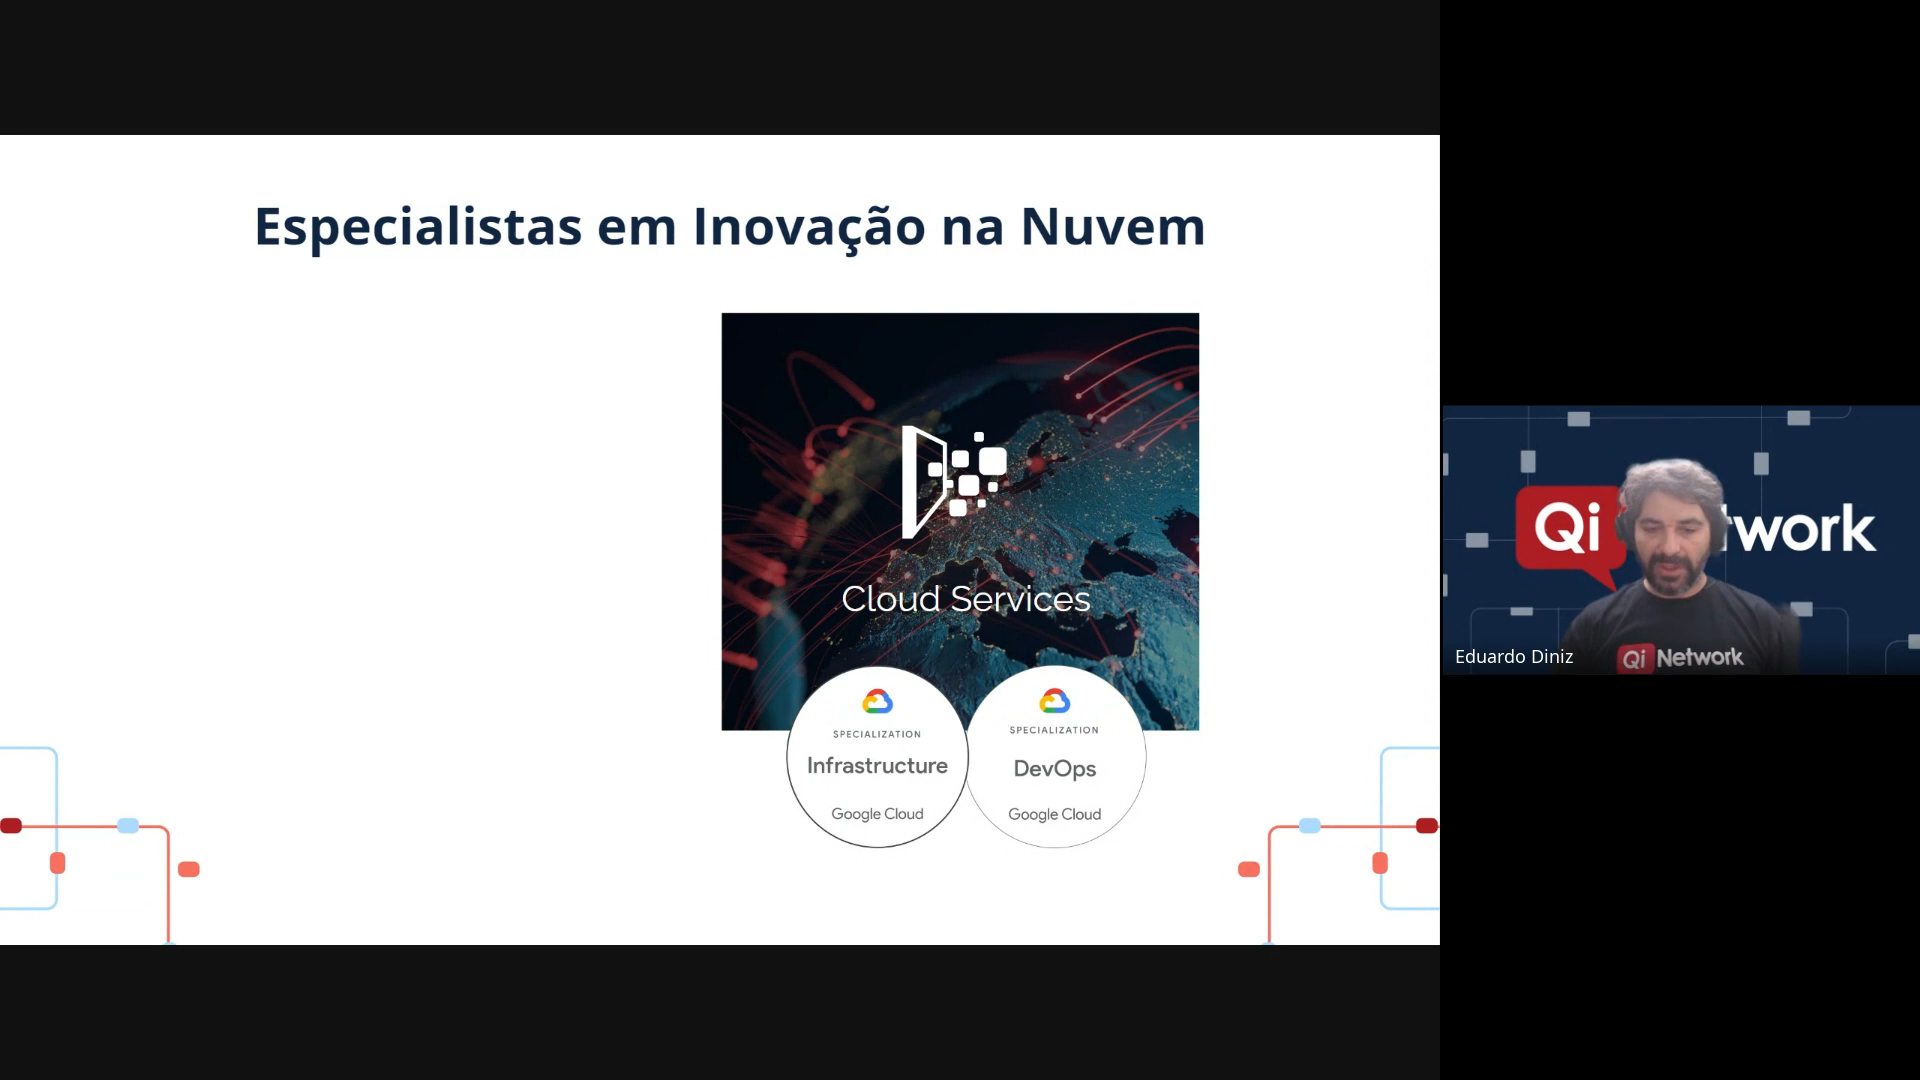 Especialistas em Inovação na Nuvem
Cloud Services
SPECIALIZATION
Infrastructure
Google Cloud
SPECIALIZATION
DevOps
Google Cloud
Qi twork
Qi Network
Eduardo Diniz